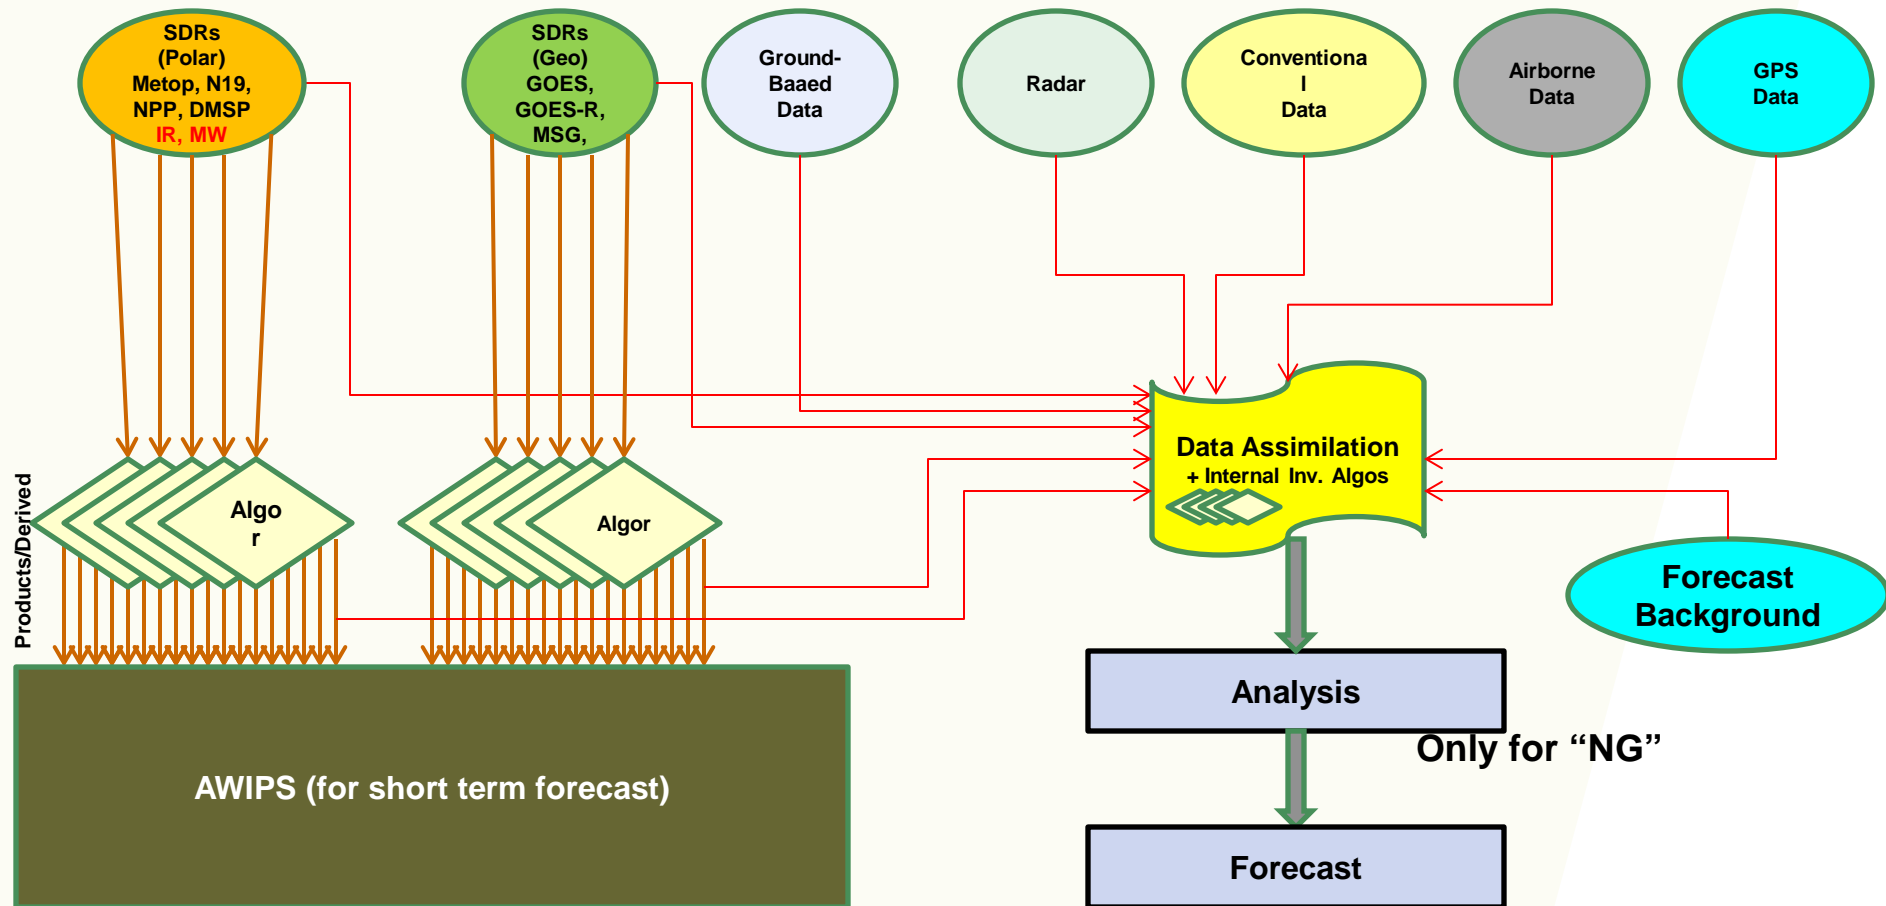 SDRs
(Polar)
Metop, N19,
NPP, DMSP
IR, MW
SDRs
(Geo)
GOES,
GOES-R,
MSG,
Ground-
Baaed
Data
Radar
Conventiona
l
Data
Airborne
Data
GPS
Data
Data Assimilation
+ Internal Inv. Algos
Products/Derived
Algo
r
Algor
Forecast
Background
Analysis
Only for “NG”
AWIPS (for short term forecast)
Forecast